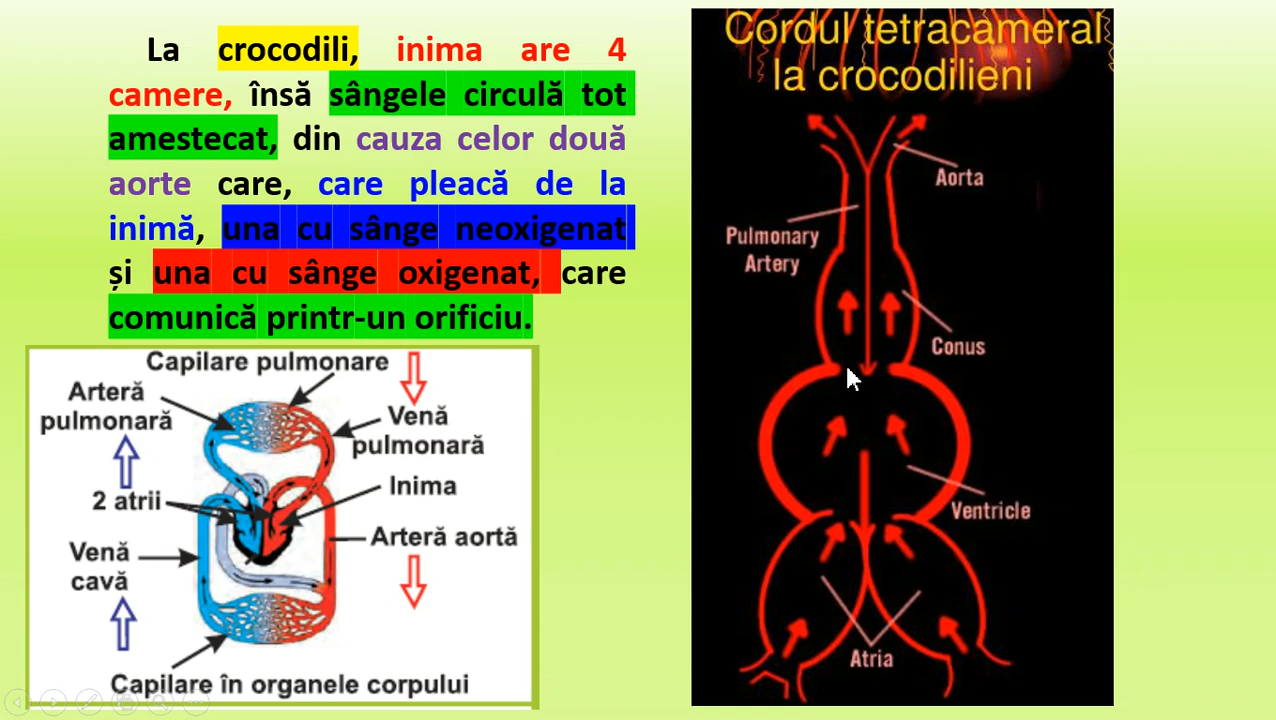 La crocodili, inima are 4
camere, însă sângele circulă tot
amestecat, din cauza celor două
aorte care, care pleacă de la
inimă, una cu sânge neoxigenat
și una cu sânge oxigenat, care
comunică printr-un orificiu.
Capilare pulmonare
Arteră
pulmonară
Venă
pulmonară
2 atrii
Inima
Arteră aortă
Venă
cavă
Capilare în organele corpului
Cordul tetracameral
la crocodilieni
Aorta
Pulmonary
Artery
Conus
Ventricle
Atria